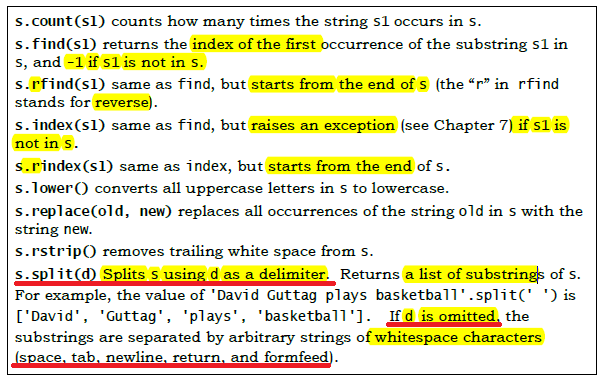 s.count(s1) counts how many times the string s1 occurs in s.
s.find(s1) returns the index of the first occurrence of the substring s1 in
s, and -1 if s1 is not in s.
s.rfind(s1) same as find, but starts from the end of s (the “r” in rfind
stands for reverse).
s.index(s1) same as find, but raises an exception (see Chapter 7) if s1 is
not in s.
s.rindex(s1) same as index, but starts from the end of s.
s.lower() converts all uppercase letters in s to lowercase.
s.replace(old, new) replaces all occurrences of the string old in s with the
string new.
s.rstrip() removes trailing white space from s.
s.split(d) Splits s using d as a delimiter. Returns a list of substrings of s.
For example, the value of 'David Guttag plays basketball'.split(' ') is
['David', 'Guttag', 'plays', 'basketball']. If d is omitted, the
substrings are separated by arbitrary strings of whitespace characters
(space, tab, newline, return, and formfeed).